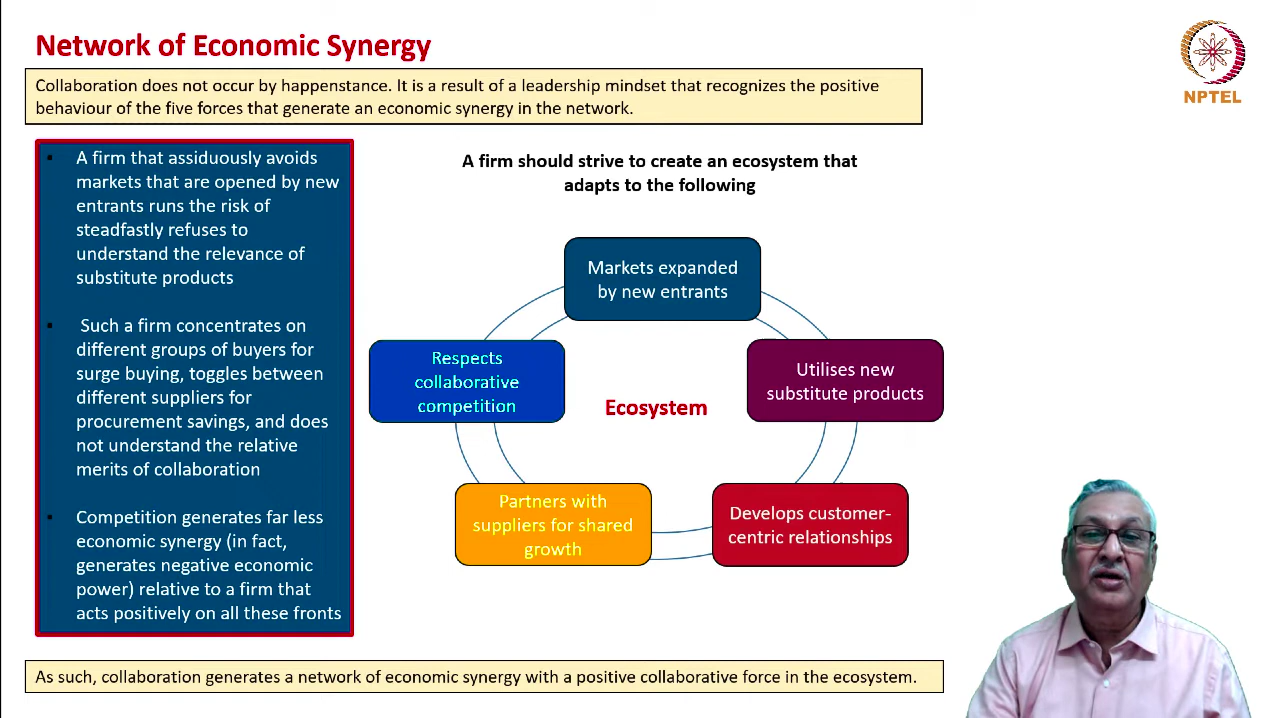 Network of Economic Synergy
Collaboration does not occur by happenstance. It is a result of a leadership mindset that recognizes the positive
behaviour of the five forces that generate an economic synergy in the network.
NPTEL
▪ A firm that assiduously avoids
markets that are opened by new
entrants runs the risk of
steadfastly refuses to
understand the relevance of
substitute products
▪ Such a firm concentrates on
different groups of buyers for
surge buying, toggles between
different suppliers for
procurement savings, and does
not understand the relative
merits of collaboration
▪ Competition generates far less
economic synergy (in fact,
generates negative economic
power) relative to a firm that
acts positively on all these fronts
A firm should strive to create an ecosystem that
adapts to the following
Markets expanded
by new entrants
Utilises new
substitute products
Develops customer-
centric relationships
Partners with
suppliers for shared
growth
Respects
collaborative
competition
Ecosystem
As such, collaboration generates a network of economic synergy with a positive collaborative force in the ecosystem.